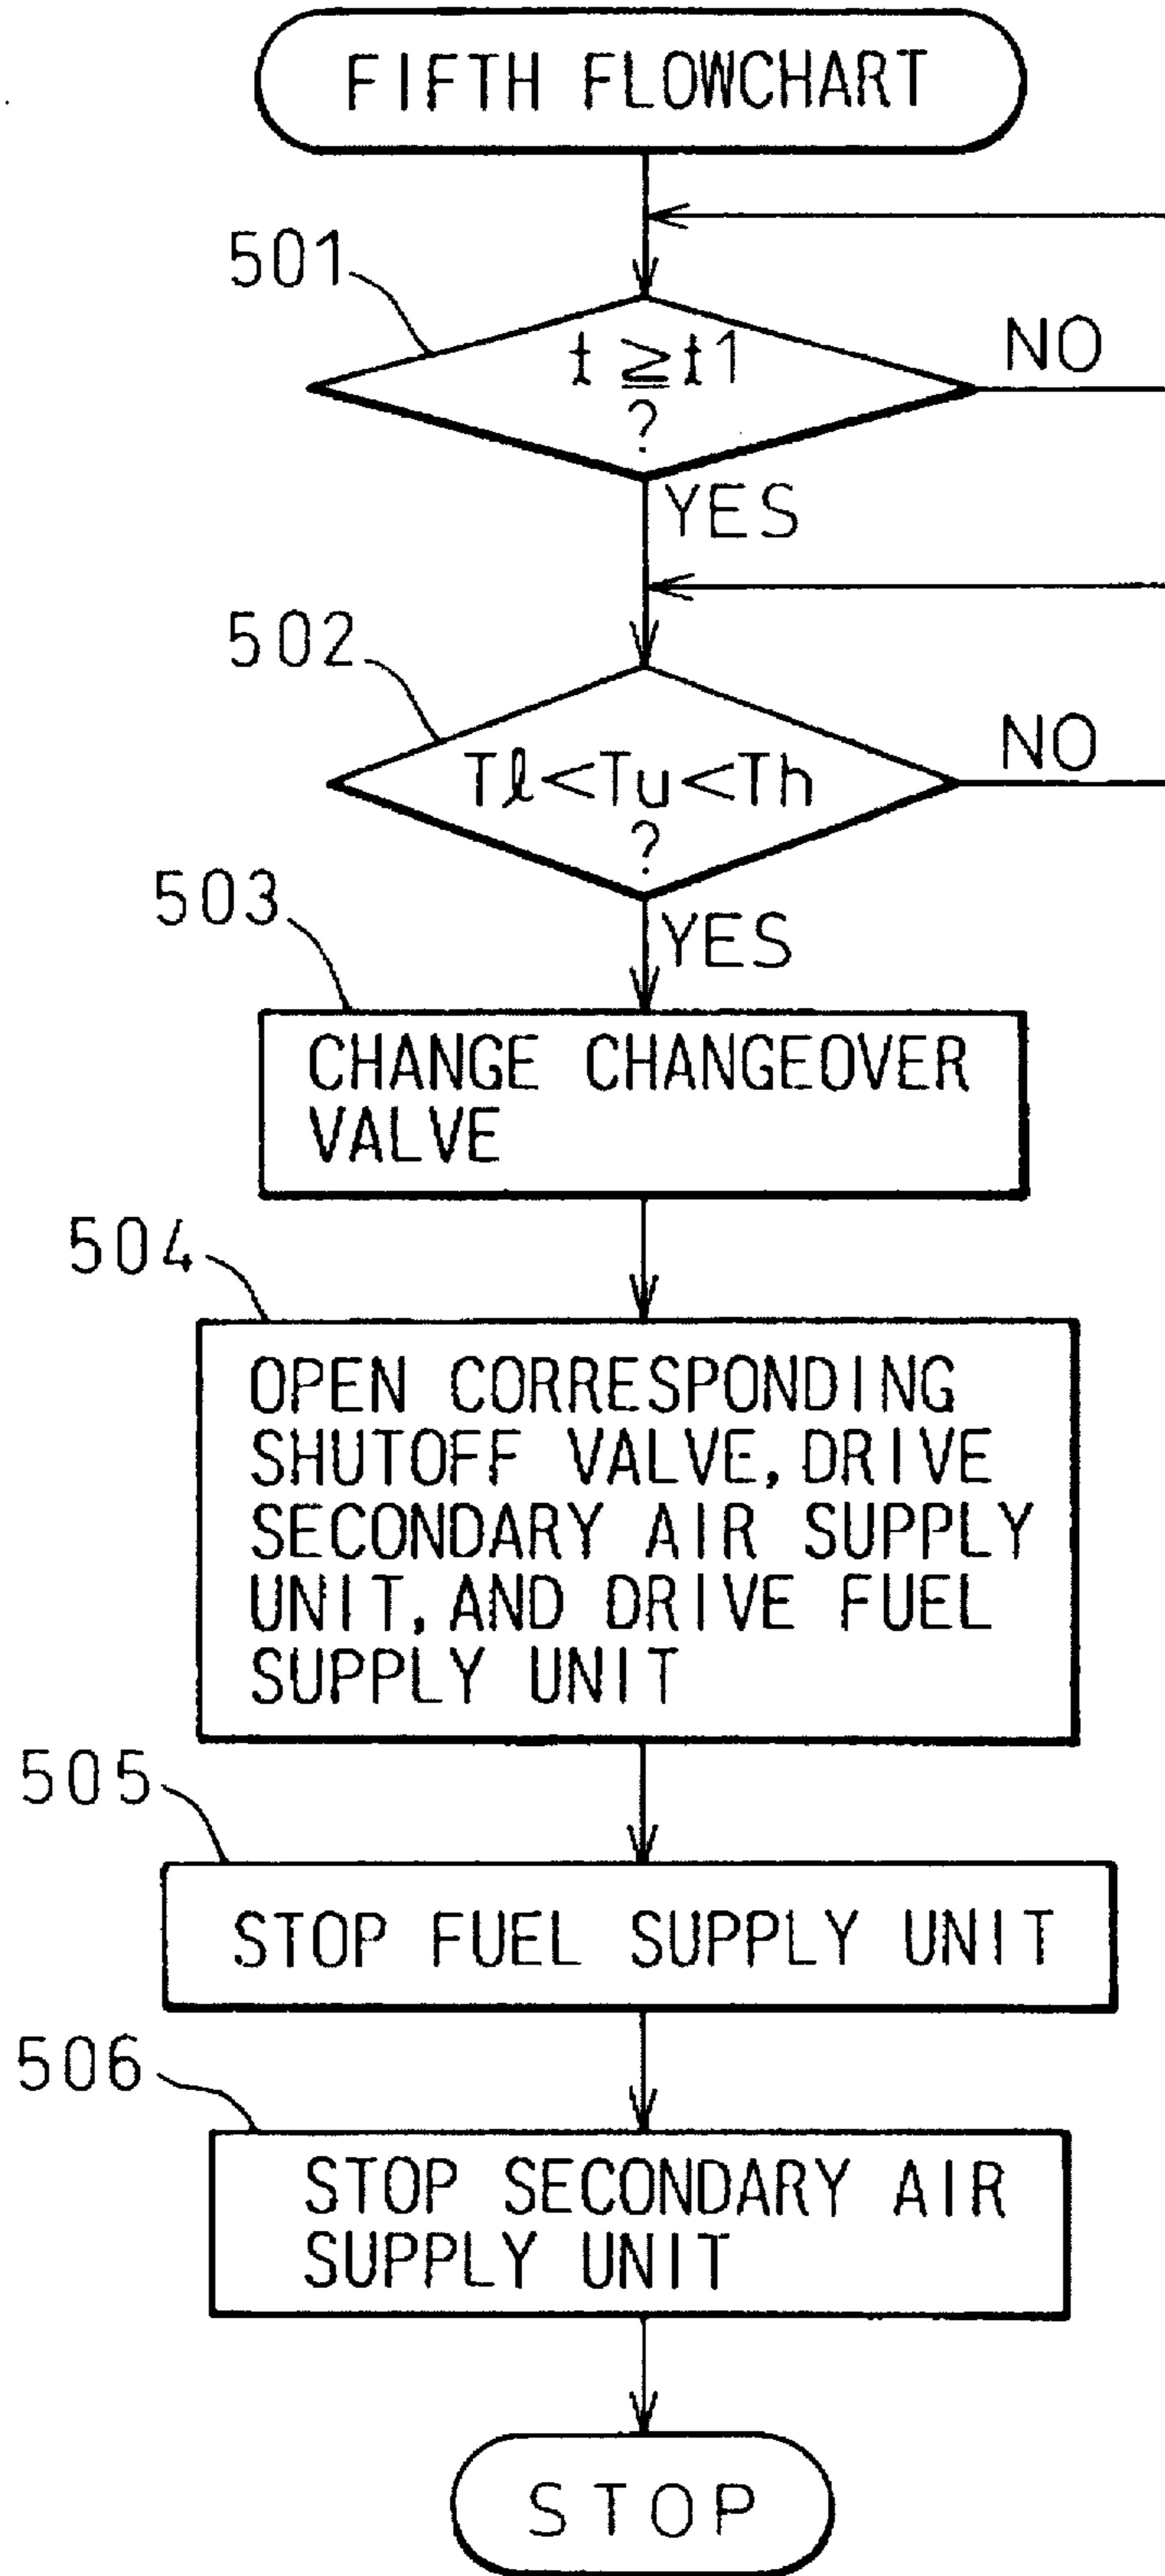 FIFTH FLOWCHART
501
t ≧ t1
?
NO
YES
502
Tℓ<Tu<Th
?
NO
YES
503
CHANGE CHANGEOVER
VALVE
504
OPEN CORRESPONDING
SHUTOFF VALVE, DRIVE
SECONDARY AIR SUPPLY
UNIT, AND DRIVE FUEL
SUPPLY UNIT
505
STOP FUEL SUPPLY UNIT
506
STOP SECONDARY AIR
SUPPLY UNIT
STOP